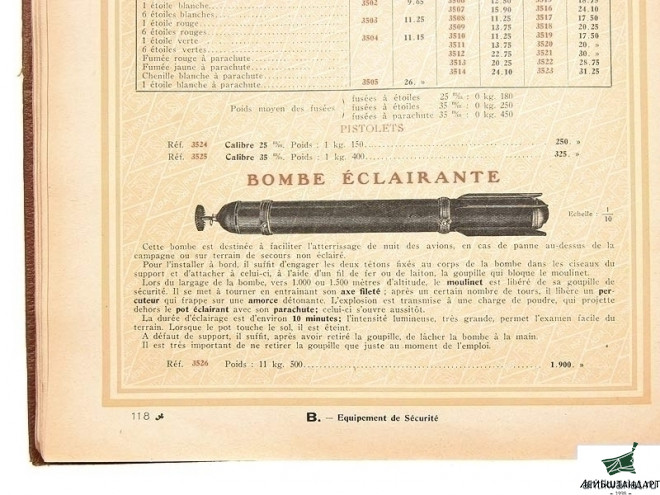 1 étoile blanche 3502 9.65 3506 12.90 3515 18.75
6 étoiles blanches 3507 3516 24.10
1 étoile rouge 3503 11.25 3508 11.25 3517 17.50
6 étoiles rouges 3509 13.75 3518 20.25
1 étoile verte 3504 11.15 3510 11.25 3519 17.50
6 étoiles vertes 3511 13.75 3520 20. »
Fumée rouge à parachute 3512 22.75 3521 30. »
Fumée jaune à parachute 3513 20.25 3522 28.75
Chenille blanche à parachute 3514 24.10 3523 31.25
1 étoile blanche à parachute 3505 26. »
fusées à étoiles 25 m/m : 0 kg. 180
Poids moyen des fusées fusées à étoiles 35 m/m : 0 kg. 250
fusées à parachute 35 m/m : 0 kg. 450
PISTOLETS
Réf. 3524 Calibre 25 m/m. Poids : 1 kg. 150 250. »
Réf. 3525 Calibre 35 m/m. Poids : 1 kg. 400 325. »
BOMBE ÉCLAIRANTE
Echelle : 1/10
Cette bombe est destinée à faciliter l'atterrissage de nuit des avions, en cas de panne au-dessus de la
campagne ou sur terrain de secours non éclairé.
Pour l'installer à bord, il suffit d'engager les deux tétons fixés au corps de la bombe dans les ciseaux du
support et d'attacher à celui-ci, à l'aide d'un fil de fer ou de laiton, la goupille qui bloque le moulinet.
Lors du largage de la bombe, vers 1.000 ou 1.500 mètres d'altitude, le moulinet est libéré de sa goupille de
sécurité. Il se met à tourner en entraînant son axe fileté ; après un certain nombre de tours, il libère un per-
cuteur qui frappe sur une amorce détonante. L'explosion est transmise à une charge de poudre, qui projette
dehors le pot éclairant avec son parachute; celui-ci s'ouvre aussitôt.
La durée d'éclairage est d'environ 10 minutes; l'intensité lumineuse, très grande, permet l'examen facile du
terrain. Lorsque le pot touche le sol, il est éteint.
A défaut de support, il suffit, après avoir retiré la goupille, de lâcher la bombe à la main.
Il est très important de ne retirer la goupille que juste au moment de l'emploi.
Réf. 3526 Poids : 11 kg. 500 1.900. »
118 B. — Equipement de Sécurité
ЛЕЙБШТАНДАРТ
1998